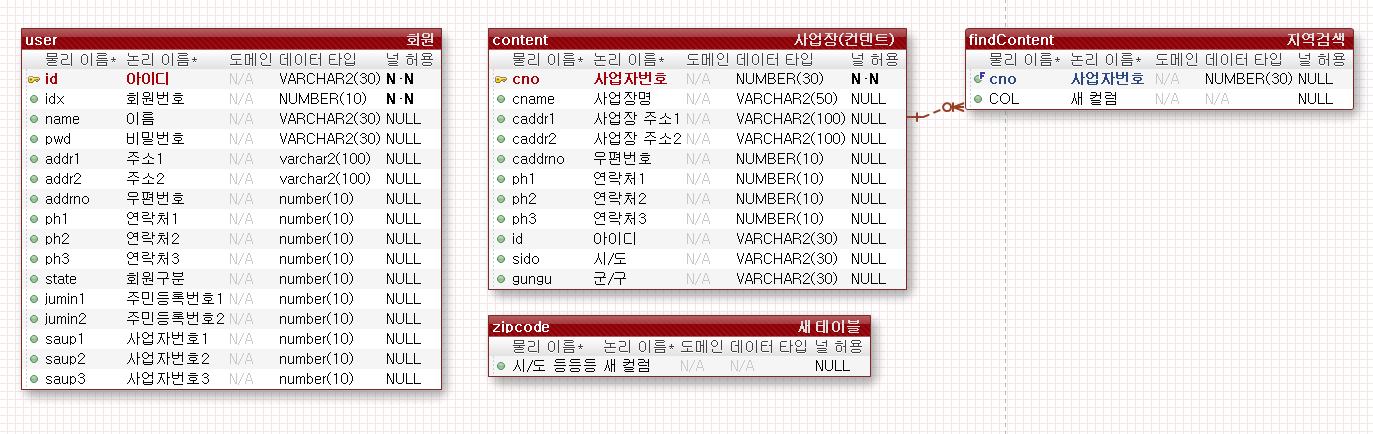 user 회원
물리 이름* 논리 이름* 도메인 데이터 타입 널 허용
id 아이디 N/A VARCHAR2(30) N·N
idx 회원번호 N/A NUMBER(10) N·N
name 이름 N/A VARCHAR2(30) NULL
pwd 비밀번호 N/A VARCHAR2(30) NULL
addr1 주소1 N/A varchar2(100) NULL
addr2 주소2 N/A varchar2(100) NULL
addrno 우편번호 N/A number(10) NULL
ph1 연락처1 N/A number(10) NULL
ph2 연락처2 N/A number(10) NULL
ph3 연락처3 N/A number(10) NULL
state 회원구분 N/A number(10) NULL
jumin1 주민등록번호1 N/A number(10) NULL
jumin2 주민등록번호2 N/A number(10) NULL
saup1 사업자번호1 N/A number(10) NULL
saup2 사업자번호2 N/A number(10) NULL
saup3 사업자번호3 N/A number(10) NULL
content 사업장(컨텐트)
물리 이름* 논리 이름* 도메인 데이터 타입 널 허용
cno 사업자번호 N/A NUMBER(30) N·N
cname 사업장명 N/A VARCHAR2(50) NULL
caddr1 사업장 주소1 N/A VARCHAR2(100) NULL
caddr2 사업장 주소2 N/A VARCHAR2(100) NULL
caddrno 우편번호 N/A NUMBER(10) NULL
ph1 연락처1 N/A NUMBER(10) NULL
ph2 연락처2 N/A NUMBER(10) NULL
ph3 연락처3 N/A NUMBER(10) NULL
id 아이디 N/A VARCHAR2(30) NULL
sido 시/도 N/A VARCHAR2(30) NULL
gungu 군/구 N/A VARCHAR2(30) NULL
zipcode 새 테이블
물리 이름* 논리 이름* 도메인 데이터 타입 널 허용
시/도 등등등 새 컬럼 N/A N/A NULL
findContent 지역검색
물리 이름* 논리 이름* 도메인 데이터 타입 널 허용
F cno 사업자번호 N/A NUMBER(30) NULL
COL 새 컬럼 N/A N/A NULL